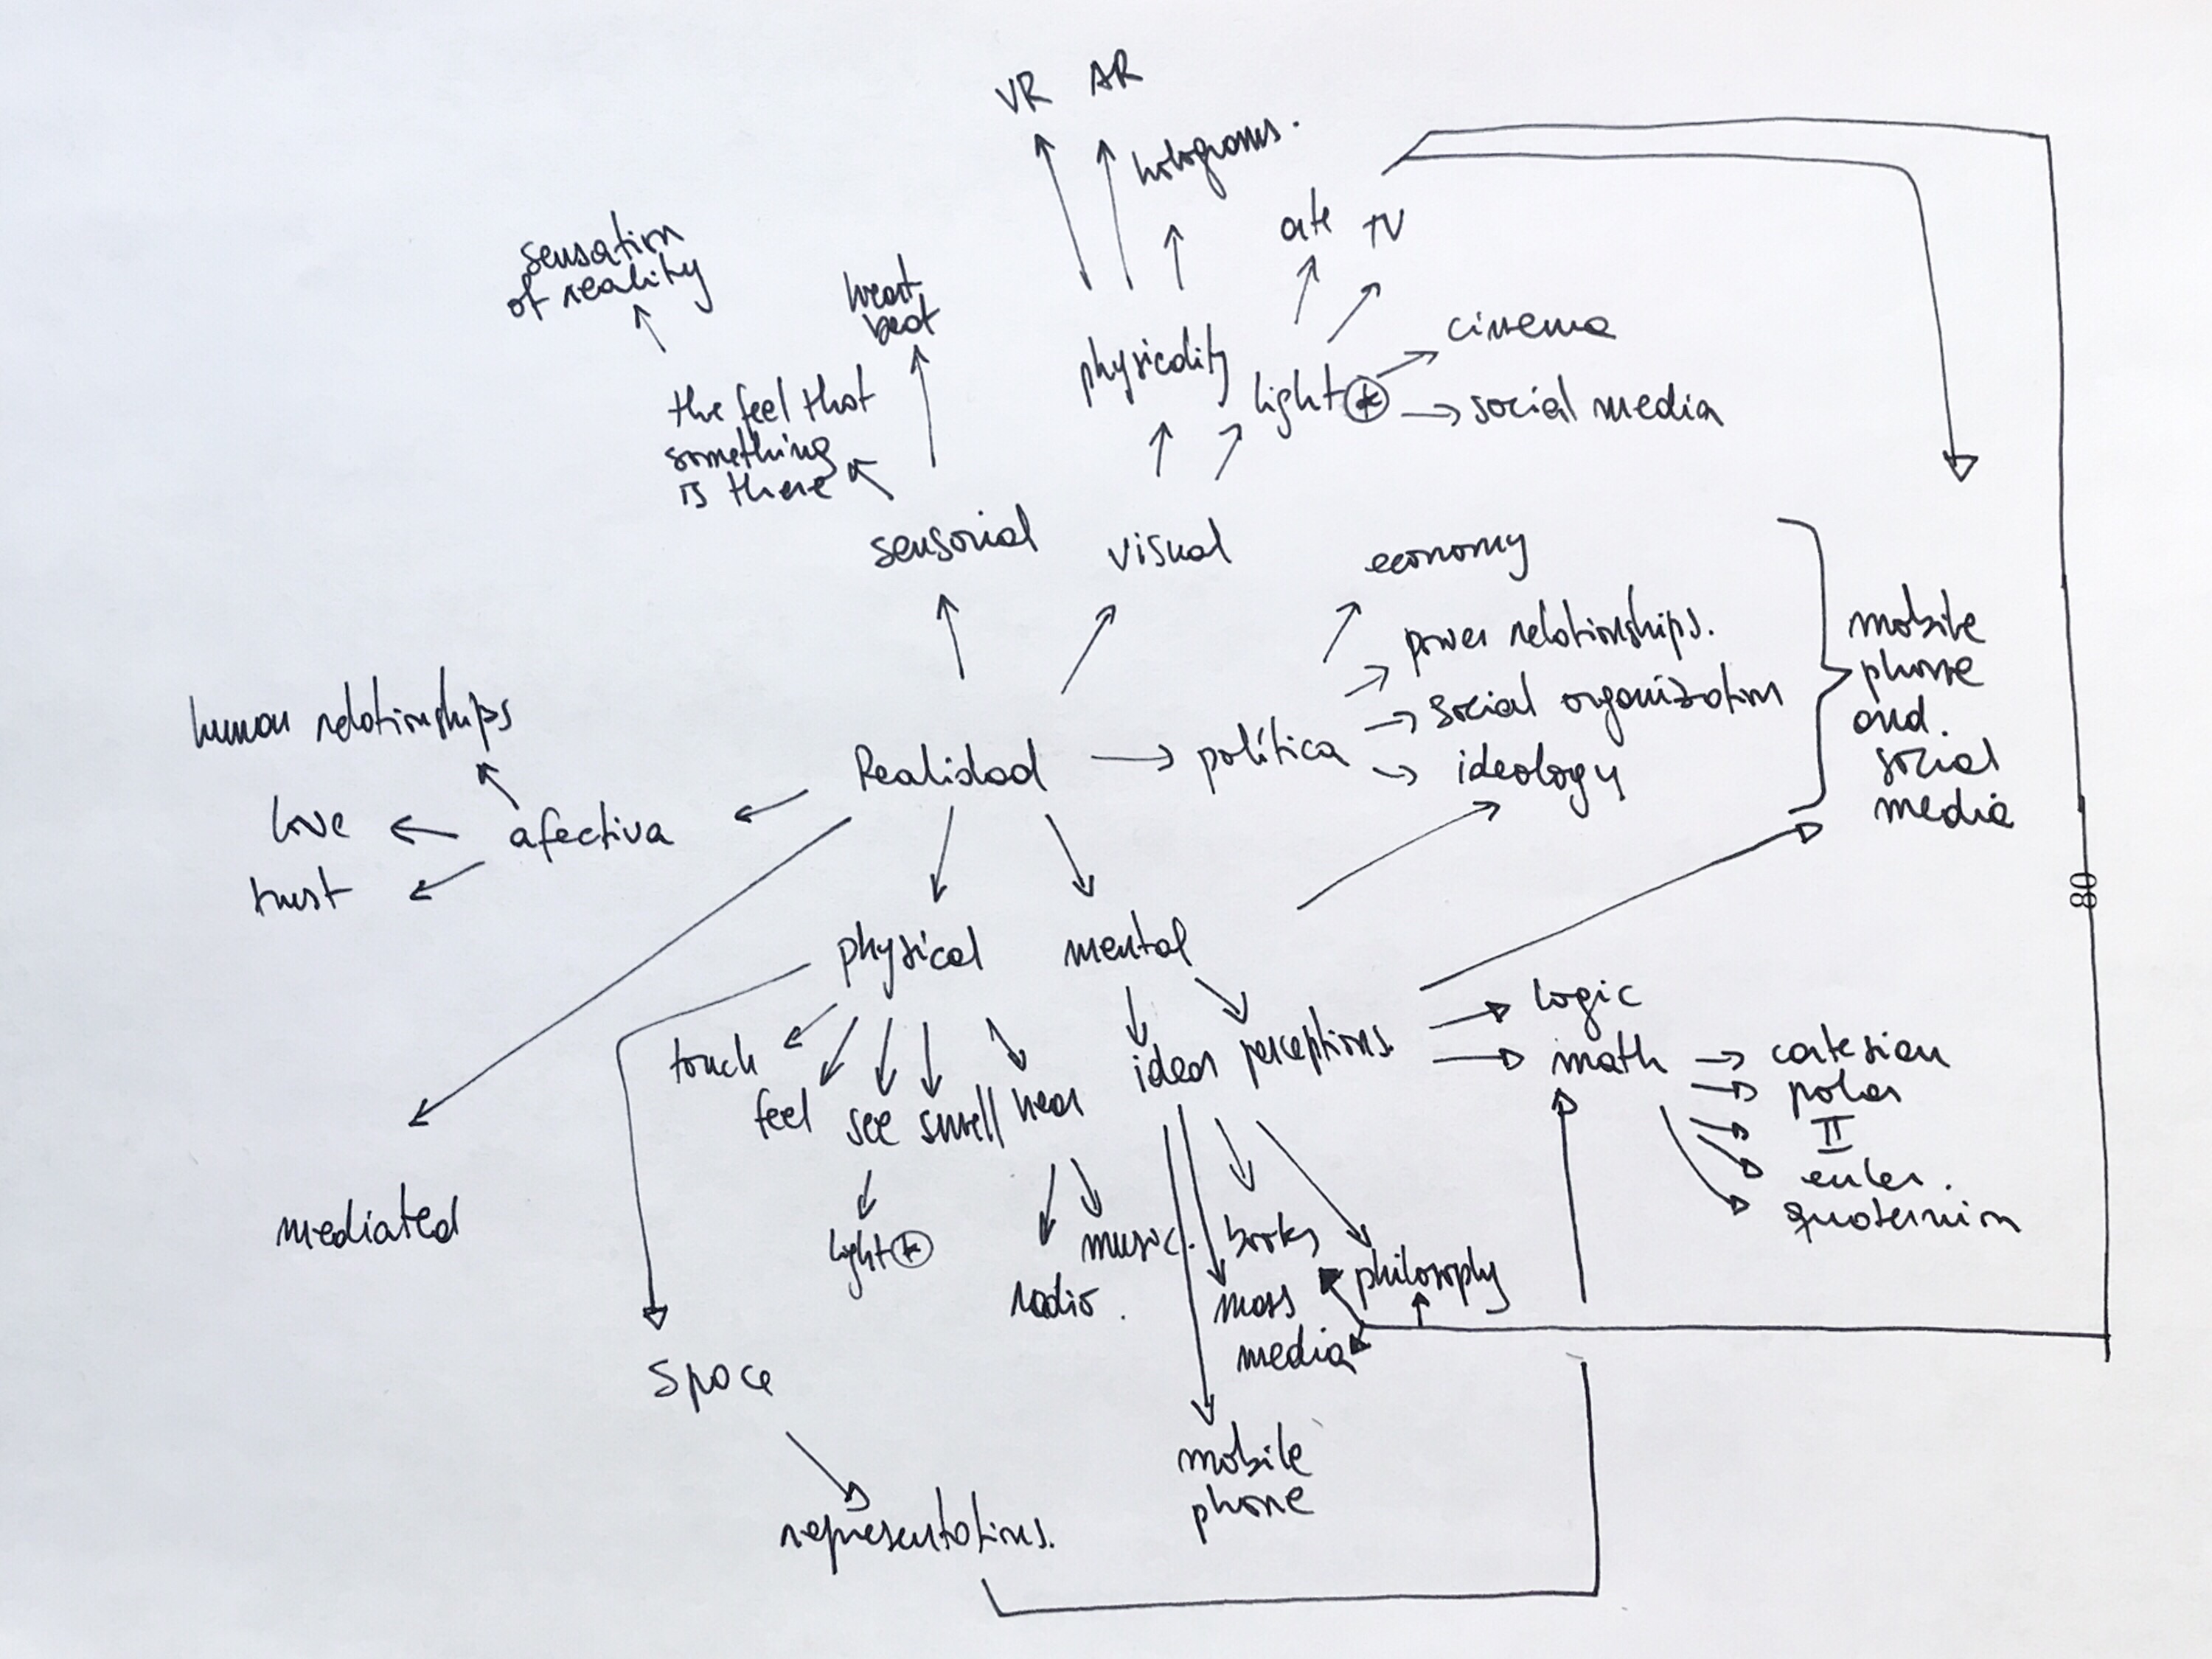 VR AR
holograms.
arte TV
sensation
of reality
heart
beat
cinema
physicality
light *
social media
the feel that
something
is there
sensorial
visual
economy
power relationships.
social organization
ideology
mobile
phone
and.
social
media
human relationships
Realidad
política
love
afectiva
trust
80
physical
mental
logic
touch
ideas
perceptions.
math
cartesian
polar
π
euler.
quaternion
feel
see
smell
hear
mediated
light *
music.
books
radio.
mass
media
philosophy
space
mobile
phone
representations.